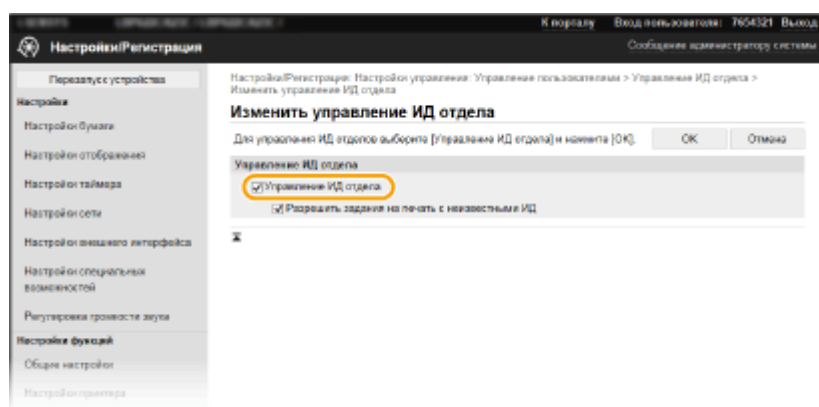 К порталу Вход пользователя: 7654321 Выход
Настройки/Регистрация
Сообщение администратору системы
Перезапуск устройства
Настройки
Настройки бумаги
Настройки отображения
Настройки таймера
Настройки сети
Настройки внешнего интерфейса
Настройки специальных
возможностей
Регулировка громкости звука
Настройки функций
Общие настройки
Настройки принтера
Настройки/Регистрация: Настройки управления: Управление пользователями > Управление ИД отдела >
Изменить управление ИД отдела
Изменить управление ИД отдела
Для управления ИД отделов выберите [Управление ИД отдела] и нажмите [OK].
OK
Отмена
Управление ИД отдела
Управление ИД отдела
Разрешить задания на печать с неизвестными ИД